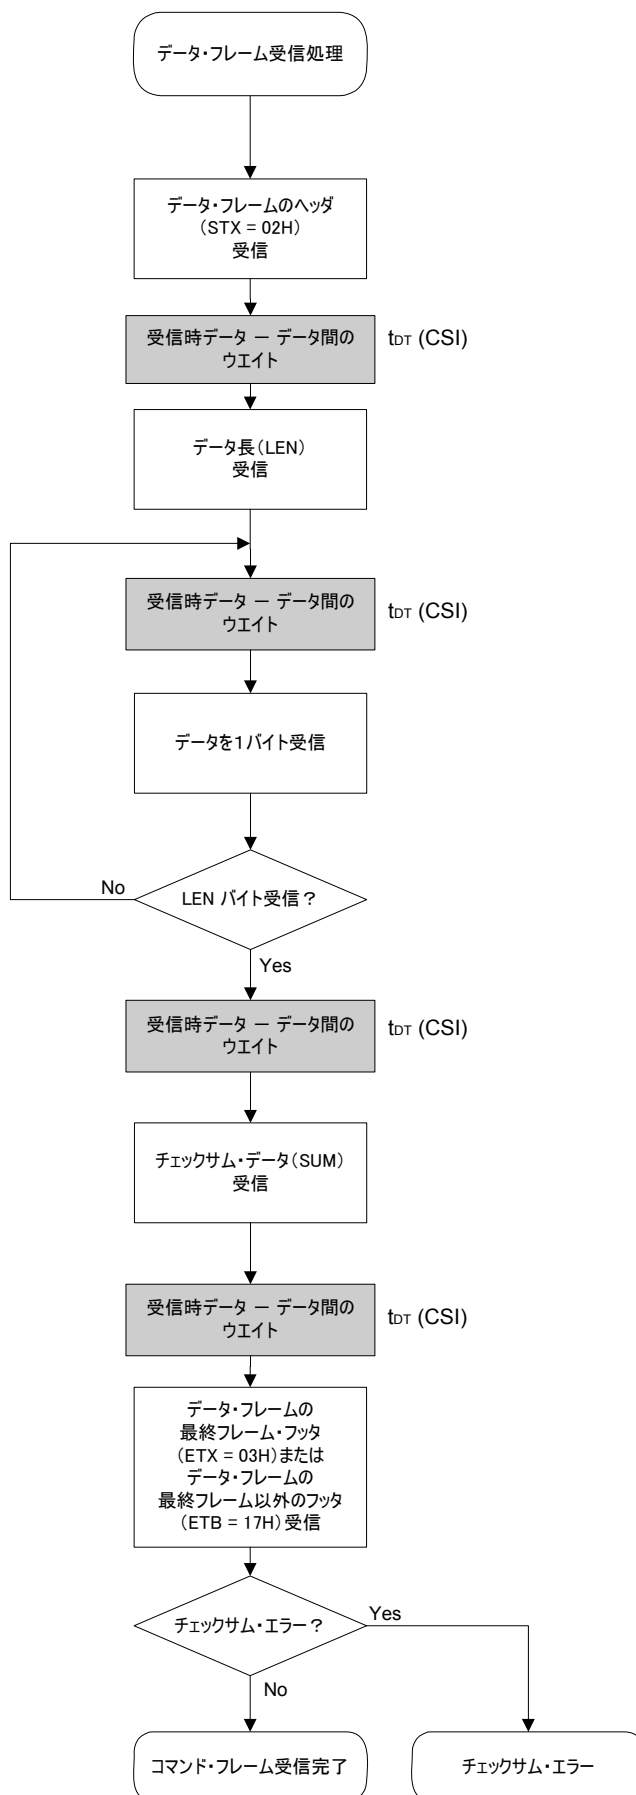 データ・フレーム受信処理
データ・フレームのヘッダ
(STX = 02H)
受信
受信時データ － データ間の
ウエイト
tDT (CSI)
データ長(LEN)
受信
受信時データ － データ間の
ウエイト
tDT (CSI)
データを1バイト受信
LEN バイト受信？
No
Yes
受信時データ － データ間の
ウエイト
tDT (CSI)
チェックサム・データ(SUM)
受信
受信時データ － データ間の
ウエイト
tDT (CSI)
データ・フレームの
最終フレーム・フッタ
(ETX = 03H)または
データ・フレームの
最終フレーム以外のフッタ
(ETB = 17H)受信
チェックサム・エラー？
Yes
No
コマンド・フレーム受信完了
チェックサム・エラー